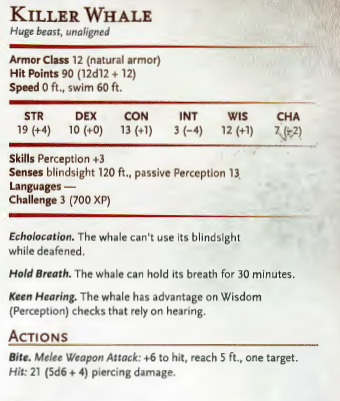 KILLER WHALE
Huge beast, unaligned
Armor Class 12 (natural armor)
Hit Points 90 (12d12 + 12)
Speed 0 ft., swim 60 ft.
STR DEX CON INT WIS CHA
19 (+4) 10 (+0) 13 (+1) 3 (−4) 12 (+1) 7 (−2)
Skills Perception +3
Senses blindsight 120 ft., passive Perception 13
Languages —
Challenge 3 (700 XP)
Echolocation. The whale can't use its blindsight
while deafened.
Hold Breath. The whale can hold its breath for 30 minutes.
Keen Hearing. The whale has advantage on Wisdom
(Perception) checks that rely on hearing.
ACTIONS
Bite. Melee Weapon Attack: +6 to hit, reach 5 ft., one target.
Hit: 21 (5d6 + 4) piercing damage.